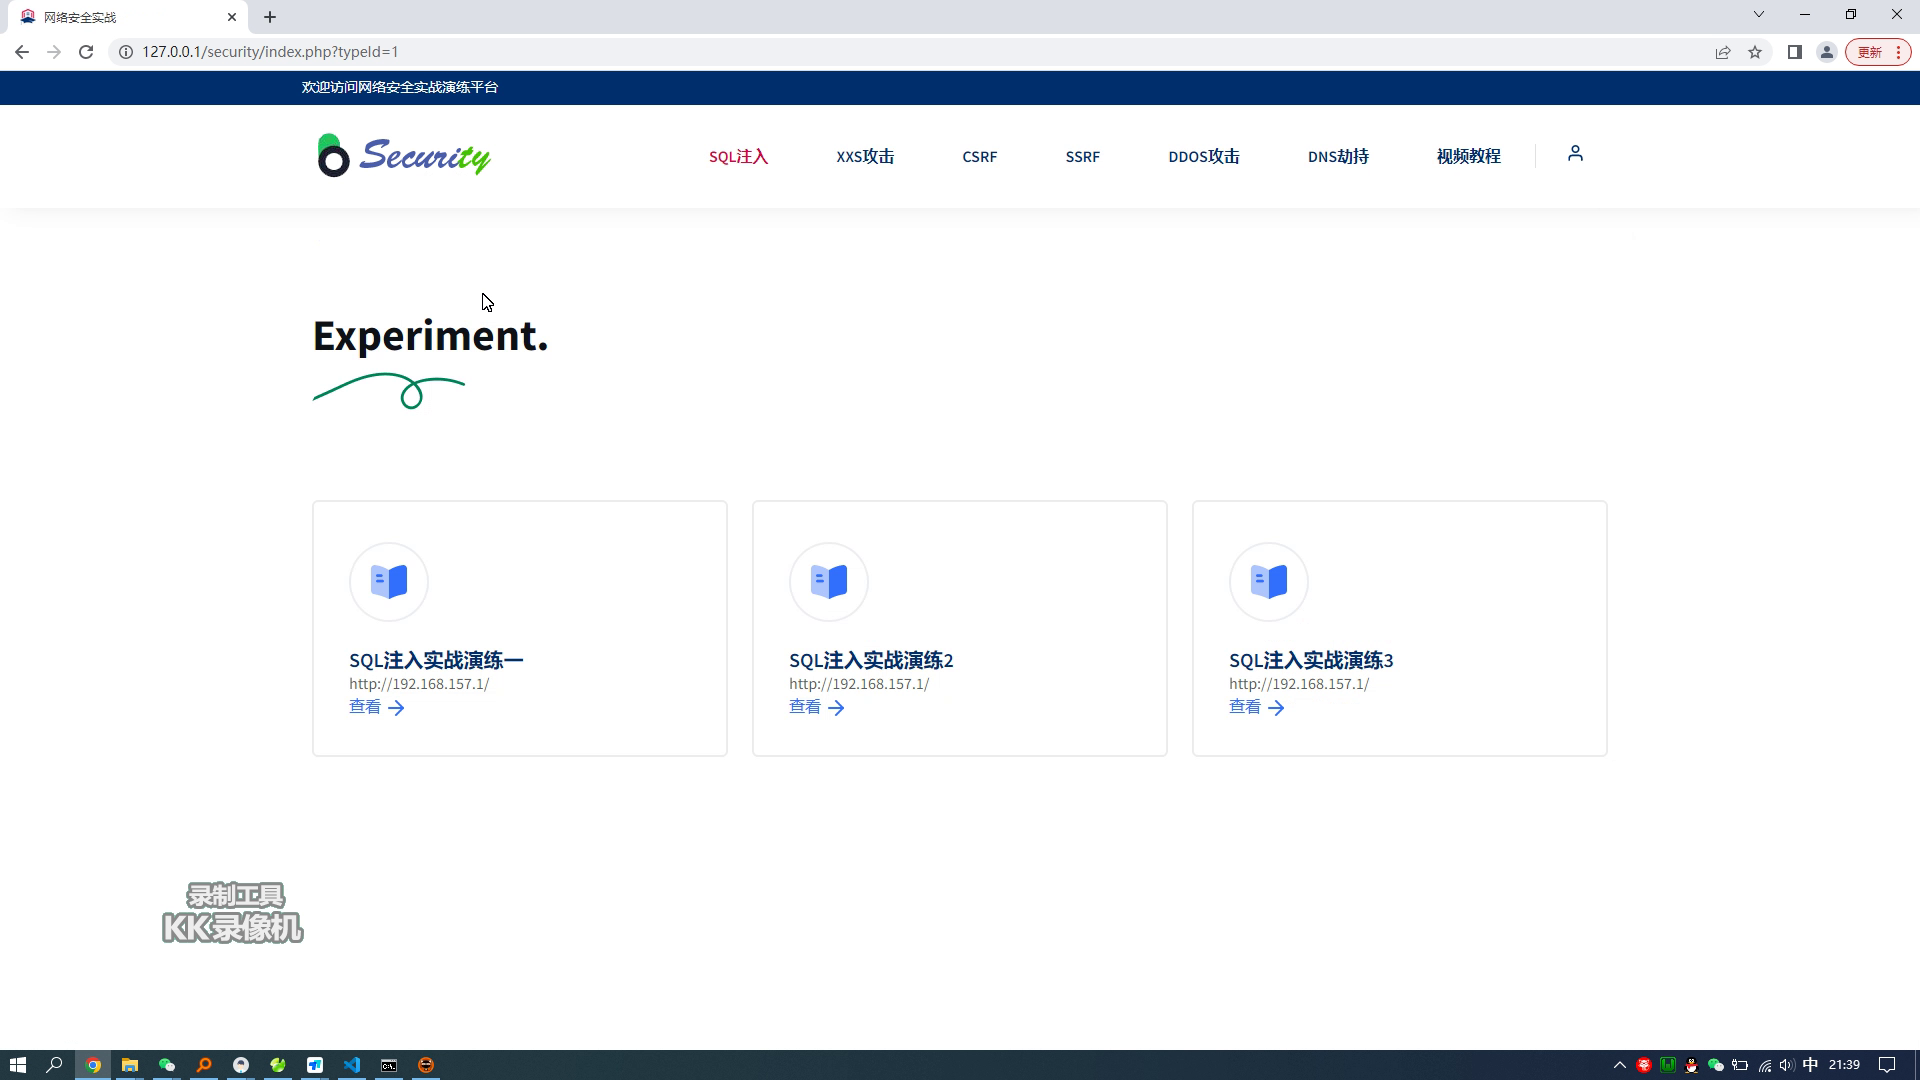 网络安全实战
127.0.0.1/security/index.php?typeId=1
更新
欢迎访问网络安全实战演练平台
Security
SQL注入
XXS攻击
CSRF
SSRF
DDOS攻击
DNS劫持
视频教程
Experiment.
SQL注入实战演练一
http://192.168.157.1/
查看
SQL注入实战演练2
http://192.168.157.1/
查看
SQL注入实战演练3
http://192.168.157.1/
查看
录制工具
KK录像机
中
21:39